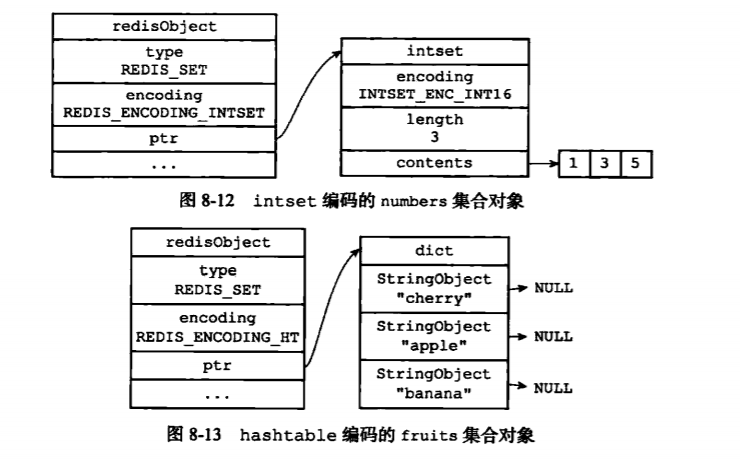 redisObject
type
REDIS_SET
encoding
REDIS_ENCODING_INTSET
ptr
...
intset
encoding
INTSET_ENC_INT16
length
3
contents
1 3 5
图 8-12 intset 编码的 numbers 集合对象
redisObject
type
REDIS_SET
encoding
REDIS_ENCODING_HT
ptr
...
dict
StringObject
"cherry"
NULL
StringObject
"apple"
NULL
StringObject
"banana"
NULL
图 8-13 hashtable 编码的 fruits 集合对象